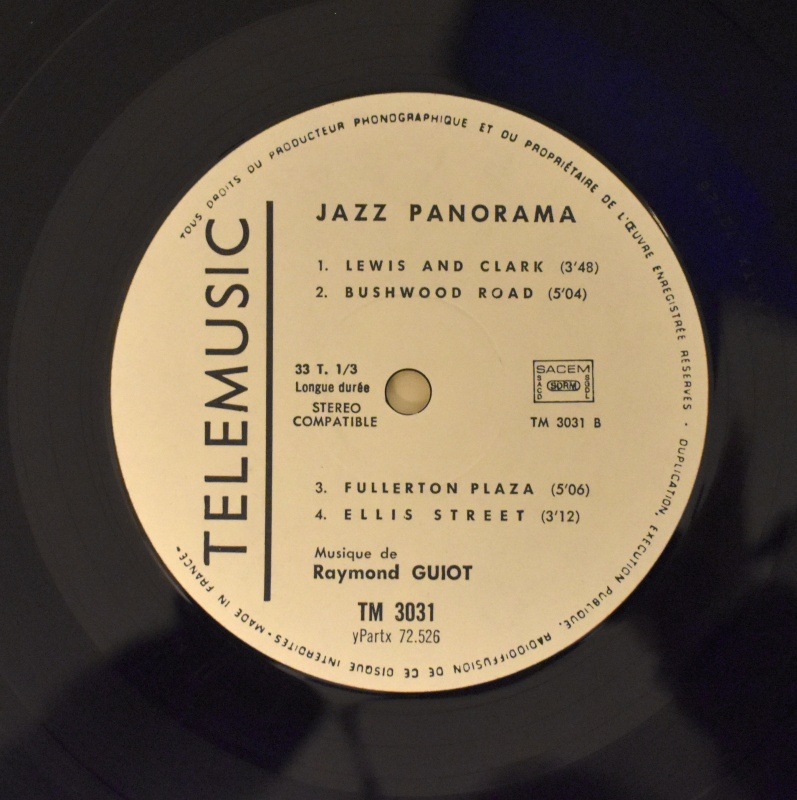 TOUS DROITS DU PRODUCTEUR PHONOGRAPHIQUE ET DU PROPRIÉTAIRE DE L'ŒUVRE ENREGISTRÉE RÉSERVÉS · DUPLICATION, EXECUTION PUBLIQUE, RADIODIFFUSION DE CE DISQUE INTERDITES · MADE IN FRANCE ·
TELEMUSIC
JAZZ PANORAMA
1. LEWIS AND CLARK (3'48)
2. BUSHWOOD ROAD (5'04)
33 T. 1/3
Longue durée
STEREO
COMPATIBLE
SACEM
SACD
SDRM
SGDL
TM 3031 B
3. FULLERTON PLAZA (5'06)
4. ELLIS STREET (3'12)
Musique de
Raymond GUIOT
TM 3031
yPartx 72.526